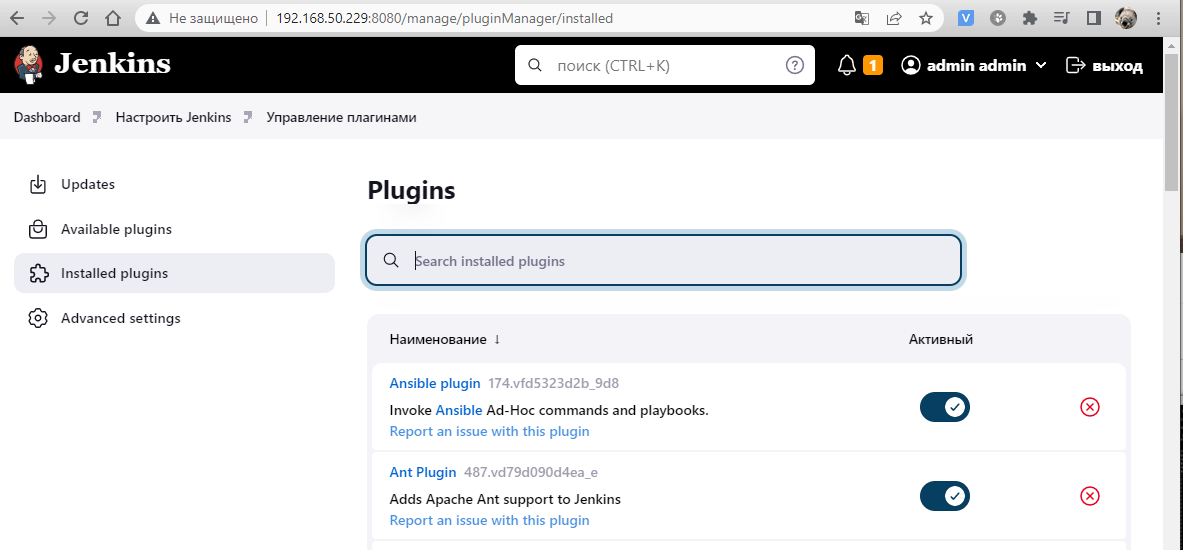 Не защищено 192.168.50.229:8080/manage/pluginManager/installed
Jenkins поиск (CTRL+K) 1 admin admin выход
Dashboard Настроить Jenkins Управление плагинами
Updates
Available plugins
Installed plugins
Advanced settings
Plugins
Search installed plugins
Наименование ↓ Активный
Ansible plugin 174.vfd5323d2b_9d8
Invoke Ansible Ad-Hoc commands and playbooks.
Report an issue with this plugin
Ant Plugin 487.vd79d090d4ea_e
Adds Apache Ant support to Jenkins
Report an issue with this plugin